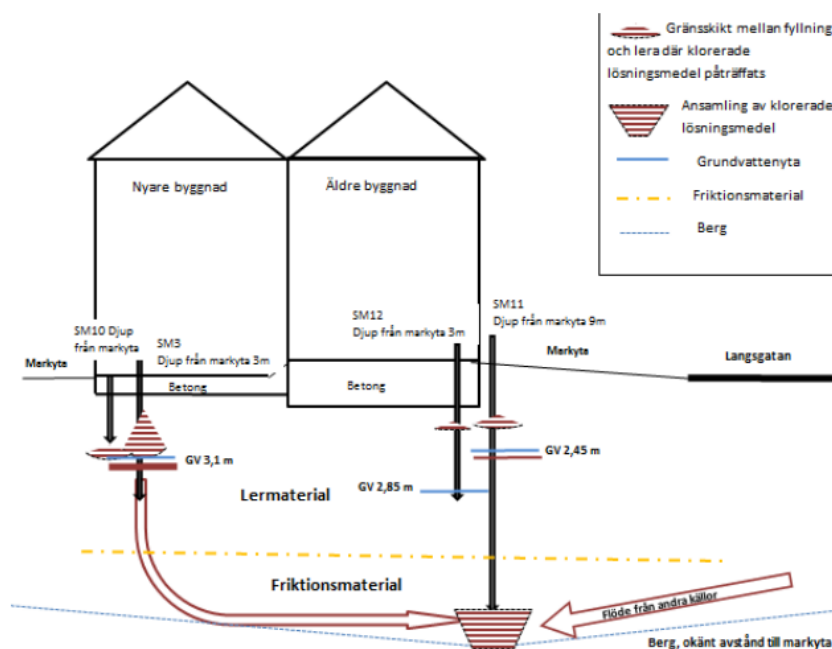 Gränsskikt mellan fyllning
och lera där klorerade
lösningsmedel påträffats
Ansamling av klorerade
lösningsmedel
Grundvattenyta
Friktionsmaterial
Berg
Nyare byggnad
Äldre byggnad
SM10 Djup
från markyta
SM3
Djup från markyta 3m
SM12
Djup från markyta 3m
SM11
Djup från markyta 9m
Markyta
Markyta
Langsgatan
Betong
Betong
GV 3,1 m
GV 2,45 m
GV 2,85 m
Lermaterial
Friktionsmaterial
Flöde från andra källor
Berg, okänt avstånd till markyta